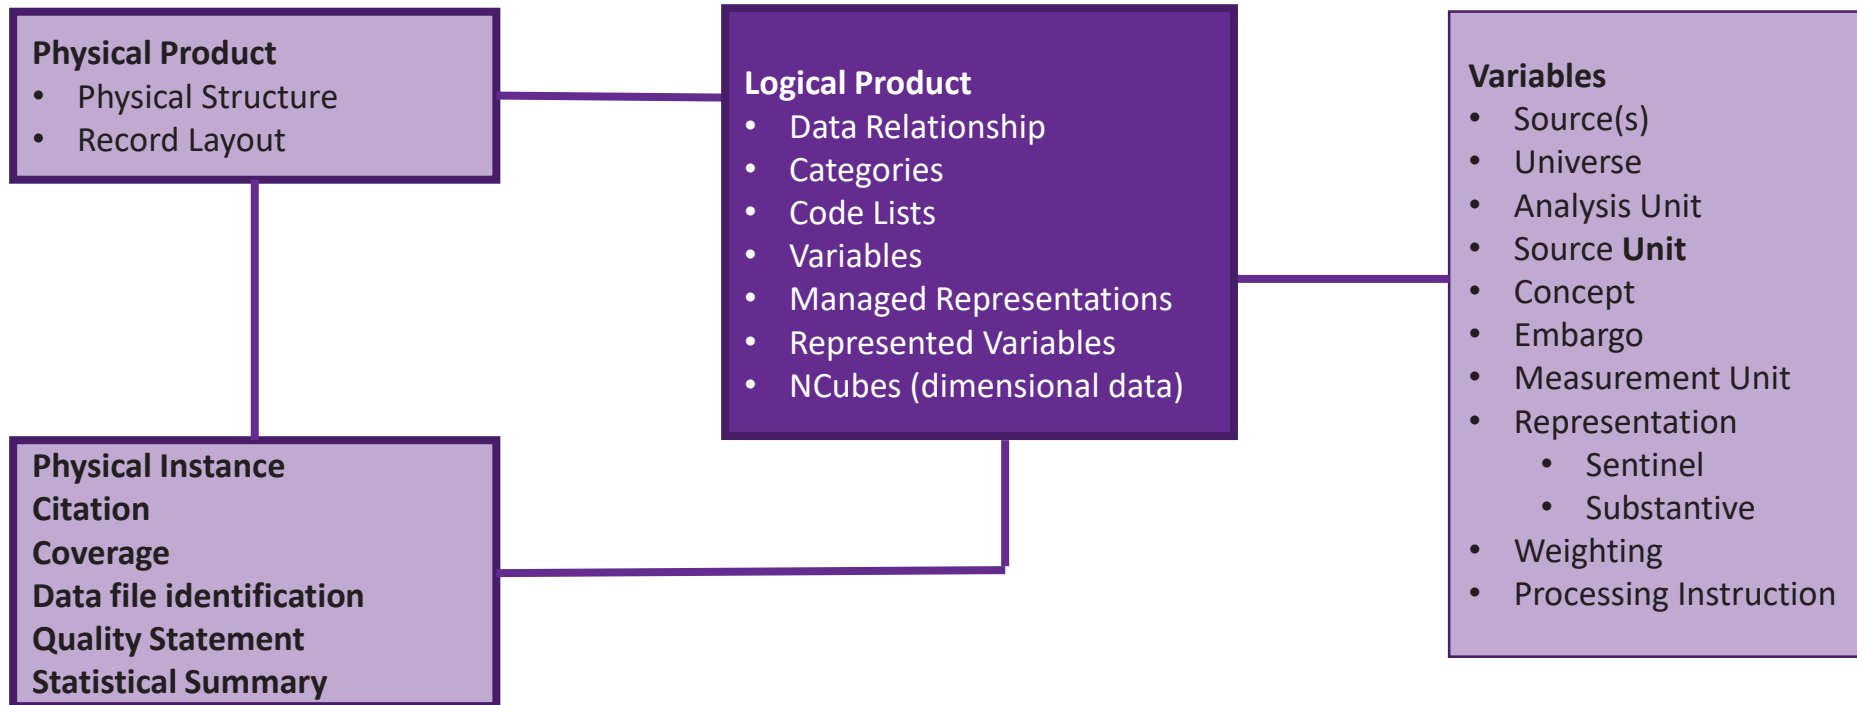 Physical Product
• Physical Structure
• Record Layout
Logical Product
• Data Relationship
• Categories
• Code Lists
• Variables
• Managed Representations
• Represented Variables
• NCubes (dimensional data)
Variables
• Source(s)
• Universe
• Analysis Unit
• Source Unit
• Concept
• Embargo
• Measurement Unit
• Representation
• Sentinel
• Substantive
• Weighting
• Processing Instruction
Physical Instance
Citation
Coverage
Data file identification
Quality Statement
Statistical Summary